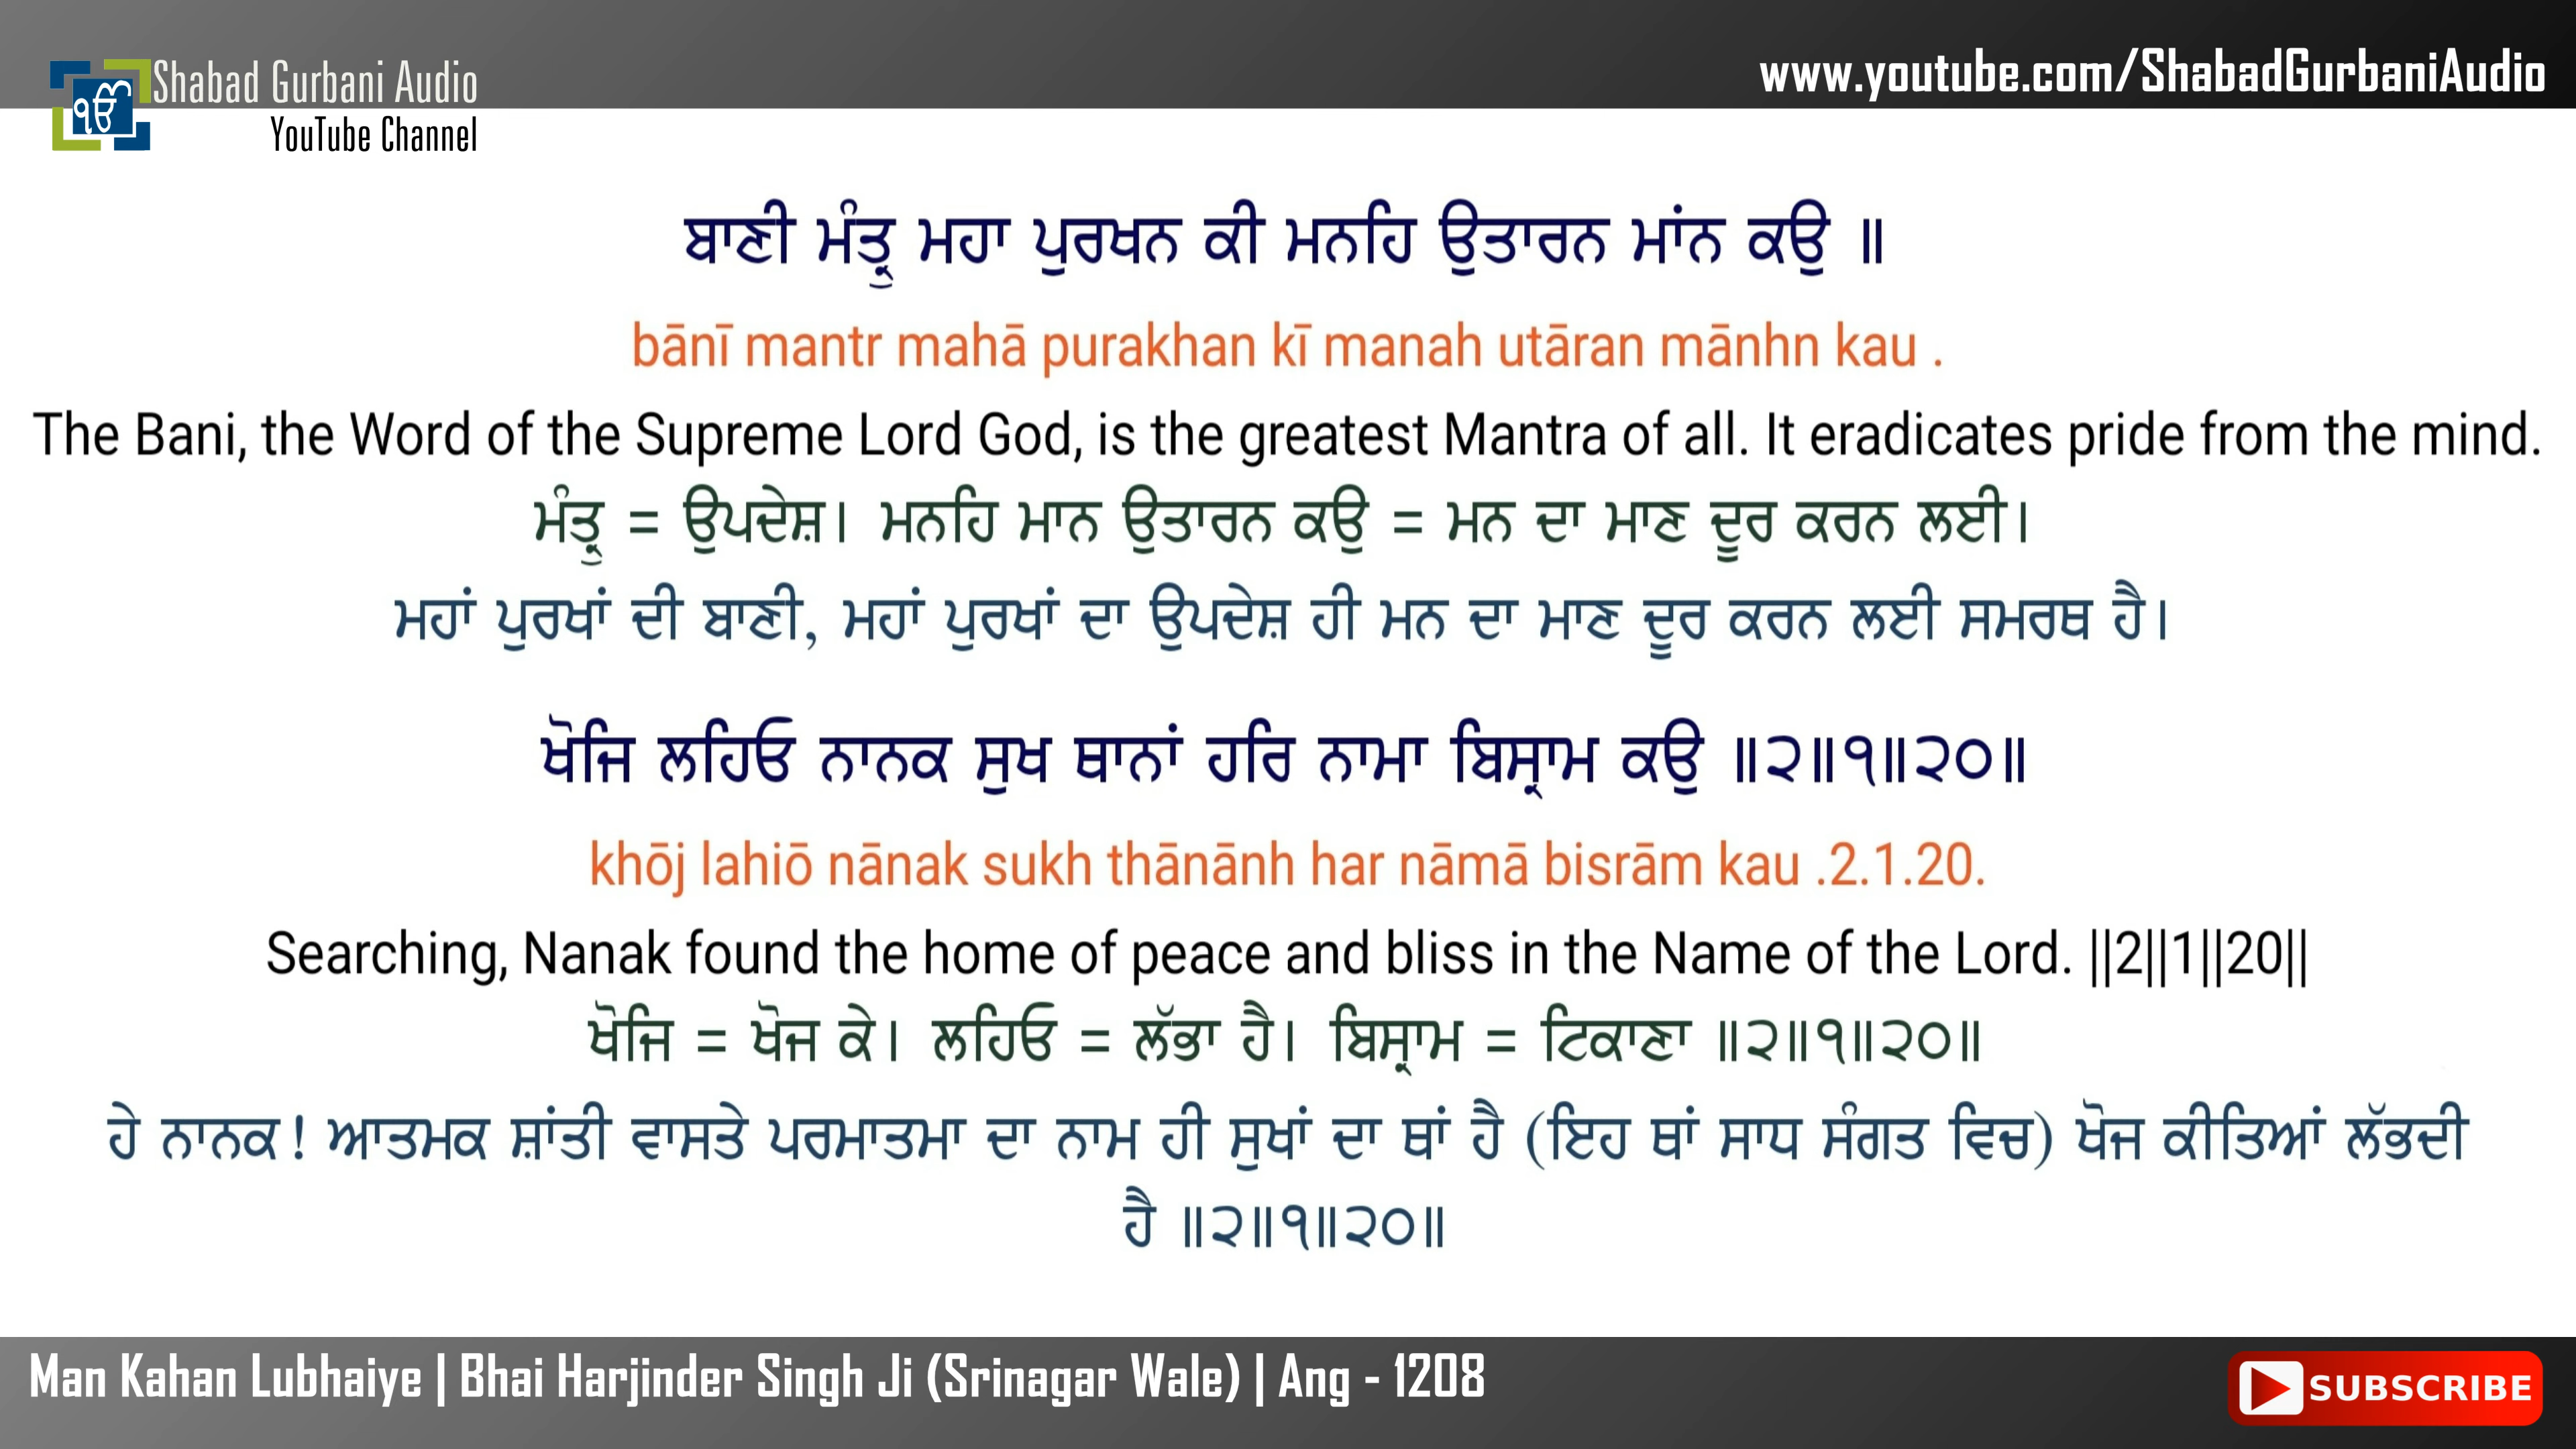 Shabad Gurbani Audio
YouTube Channel
www.youtube.com/ShabadGurbaniAudio
ੴ
ਬਾਣੀ ਮੰਤ੍ਰੁ ਮਹਾ ਪੁਰਖਨ ਕੀ ਮਨਹਿ ਉਤਾਰਨ ਮਾਂਨ ਕਉ ॥
bānī mantr mahā purakhan kī manah utāran mānhn kau .
The Bani, the Word of the Supreme Lord God, is the greatest Mantra of all. It eradicates pride from the mind.
ਮੰਤ੍ਰੁ = ਉਪਦੇਸ਼। ਮਨਹਿ ਮਾਨ ਉਤਾਰਨ ਕਉ = ਮਨ ਦਾ ਮਾਣ ਦੂਰ ਕਰਨ ਲਈ।
ਮਹਾਂ ਪੁਰਖਾਂ ਦੀ ਬਾਣੀ, ਮਹਾਂ ਪੁਰਖਾਂ ਦਾ ਉਪਦੇਸ਼ ਹੀ ਮਨ ਦਾ ਮਾਣ ਦੂਰ ਕਰਨ ਲਈ ਸਮਰਥ ਹੈ।
ਖੋਜਿ ਲਹਿਓ ਨਾਨਕ ਸੁਖ ਥਾਨਾਂ ਹਰਿ ਨਾਮਾ ਬਿਸ੍ਰਾਮ ਕਉ ॥੨॥੧॥੨੦॥
khōj lahiō nānak sukh thānānh har nāmā bisrām kau .2.1.20.
Searching, Nanak found the home of peace and bliss in the Name of the Lord. ||2||1||20||
ਖੋਜਿ = ਖੋਜ ਕੇ। ਲਹਿਓ = ਲੱਭਾ ਹੈ। ਬਿਸ੍ਰਾਮ = ਟਿਕਾਣਾ ॥੨॥੧॥੨੦॥
ਹੇ ਨਾਨਕ! ਆਤਮਕ ਸ਼ਾਂਤੀ ਵਾਸਤੇ ਪਰਮਾਤਮਾ ਦਾ ਨਾਮ ਹੀ ਸੁਖਾਂ ਦਾ ਥਾਂ ਹੈ (ਇਹ ਥਾਂ ਸਾਧ ਸੰਗਤ ਵਿਚ) ਖੋਜ ਕੀਤਿਆਂ ਲੱਭਦੀ
ਹੈ ॥੨॥੧॥੨੦॥
Man Kahan Lubhaiye | Bhai Harjinder Singh Ji (Srinagar Wale) | Ang - 1208
SUBSCRIBE